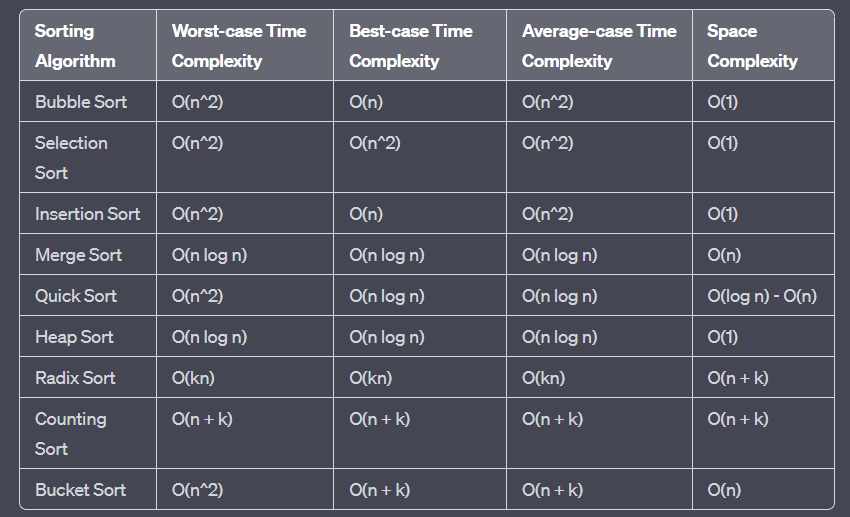 Sorting Algorithm Worst-case Time Complexity Best-case Time Complexity Average-case Time Complexity Space Complexity
Bubble Sort O(n^2) O(n) O(n^2) O(1)
Selection Sort O(n^2) O(n^2) O(n^2) O(1)
Insertion Sort O(n^2) O(n) O(n^2) O(1)
Merge Sort O(n log n) O(n log n) O(n log n) O(n)
Quick Sort O(n^2) O(n log n) O(n log n) O(log n) - O(n)
Heap Sort O(n log n) O(n log n) O(n log n) O(1)
Radix Sort O(kn) O(kn) O(kn) O(n + k)
Counting Sort O(n + k) O(n + k) O(n + k) O(n + k)
Bucket Sort O(n^2) O(n + k) O(n + k) O(n)